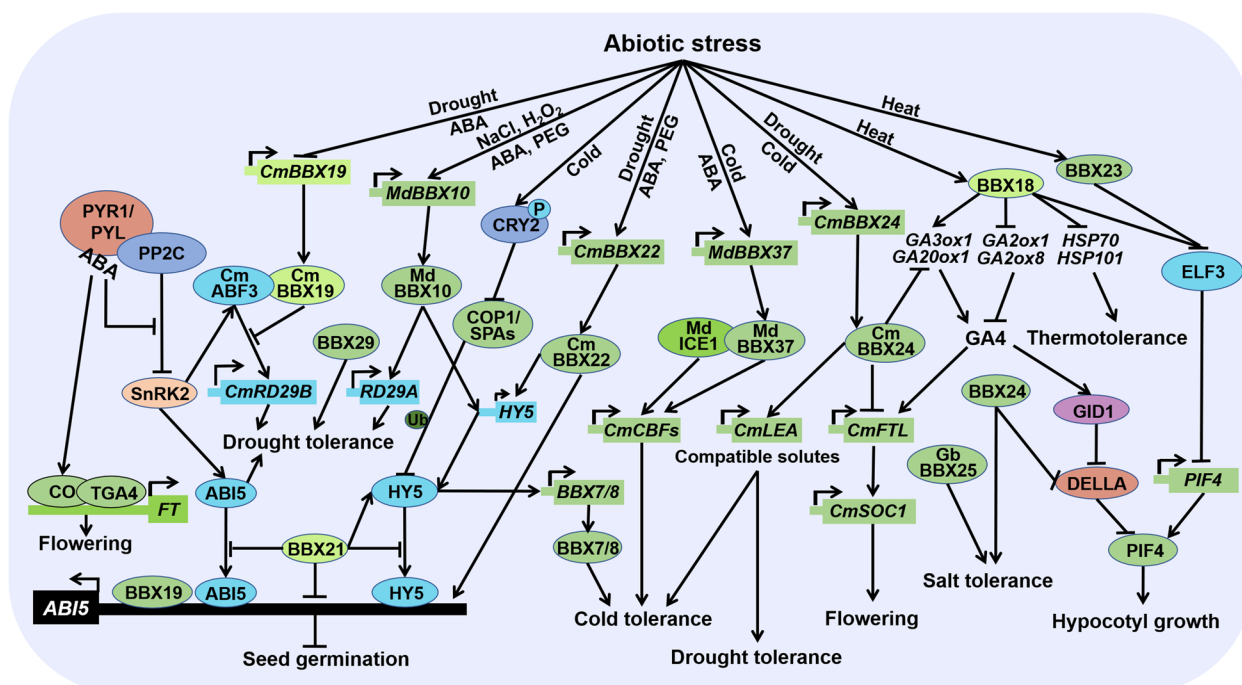 Abiotic stress
Drought
ABA
NaCl, H2O2
ABA, PEG
Cold
Drought
ABA, PEG
Cold
ABA
Drought
Cold
Heat
Heat
CmBBX19
MdBBX10
CRY2
P
CmBBX22
MdBBX37
CmBBX24
BBX18
BBX23
PYR1/
PYL
ABA
PP2C
Cm
ABF3
Cm
BBX19
Md
BBX10
COP1/
SPAs
Cm
BBX22
Md
ICE1
Md
BBX37
Cm
BBX24
GA3ox1
GA20ox1
GA2ox1
GA2ox8
HSP70
HSP101
ELF3
GA4
Thermotolerance
SnRK2
BBX29
CmRD29B
RD29A
HY5
Ub
Drought tolerance
CmCBFs
CmLEA
Compatible solutes
CmFTL
BBX24
GID1
Gb
BBX25
DELLA
PIF4
CO
TGA4
FT
Flowering
ABI5
HY5
BBX7/8
BBX7/8
CmSOC1
PIF4
BBX21
Salt tolerance
ABI5
BBX19
ABI5
HY5
Cold tolerance
Flowering
Hypocotyl growth
Seed germination
Drought tolerance